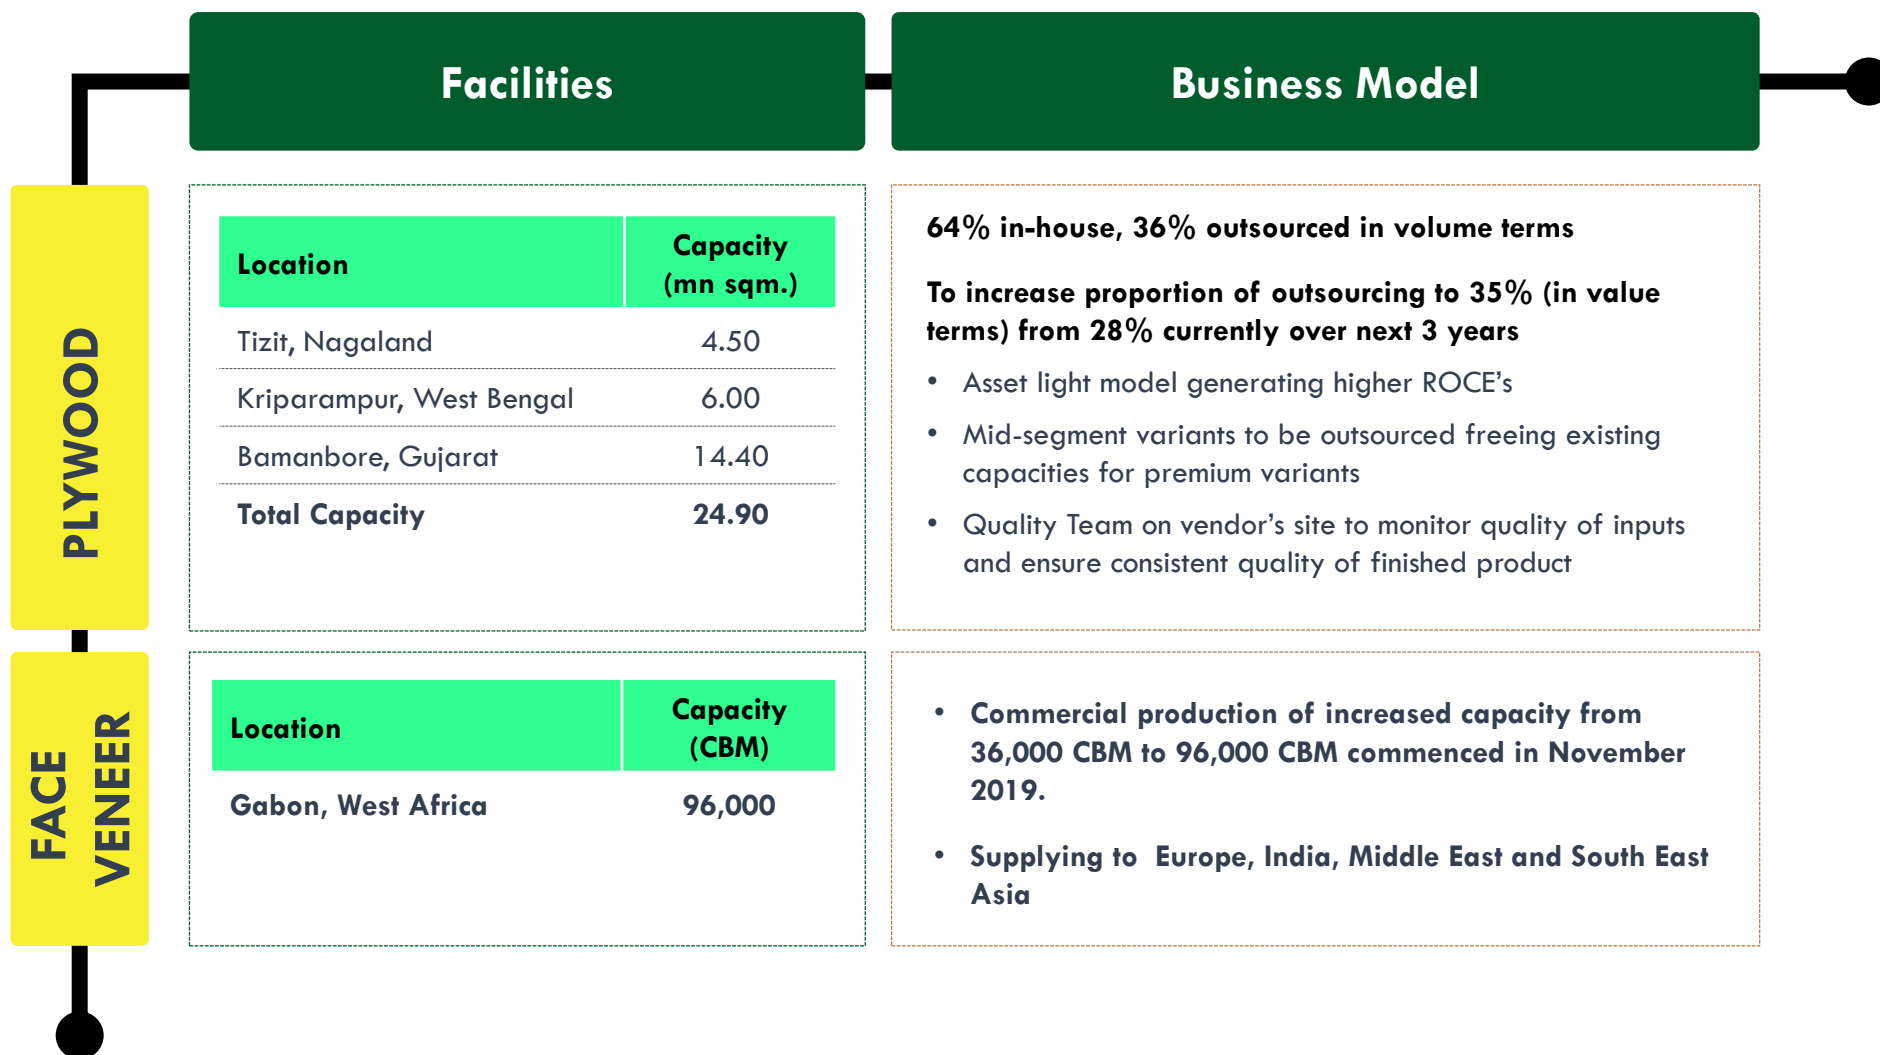 Facilities
Business Model
PLYWOOD
Location
Capacity
(mn sqm.)
Tizit, Nagaland 4.50
Kriparampur, West Bengal 6.00
Bamanbore, Gujarat 14.40
Total Capacity 24.90
64% in-house, 36% outsourced in volume terms
To increase proportion of outsourcing to 35% (in value
terms) from 28% currently over next 3 years
• Asset light model generating higher ROCE’s
• Mid-segment variants to be outsourced freeing existing
capacities for premium variants
• Quality Team on vendor’s site to monitor quality of inputs
and ensure consistent quality of finished product
FACE
VENEER
Location
Capacity
(CBM)
Gabon, West Africa 96,000
• Commercial production of increased capacity from
36,000 CBM to 96,000 CBM commenced in November
2019.
• Supplying to Europe, India, Middle East and South East
Asia